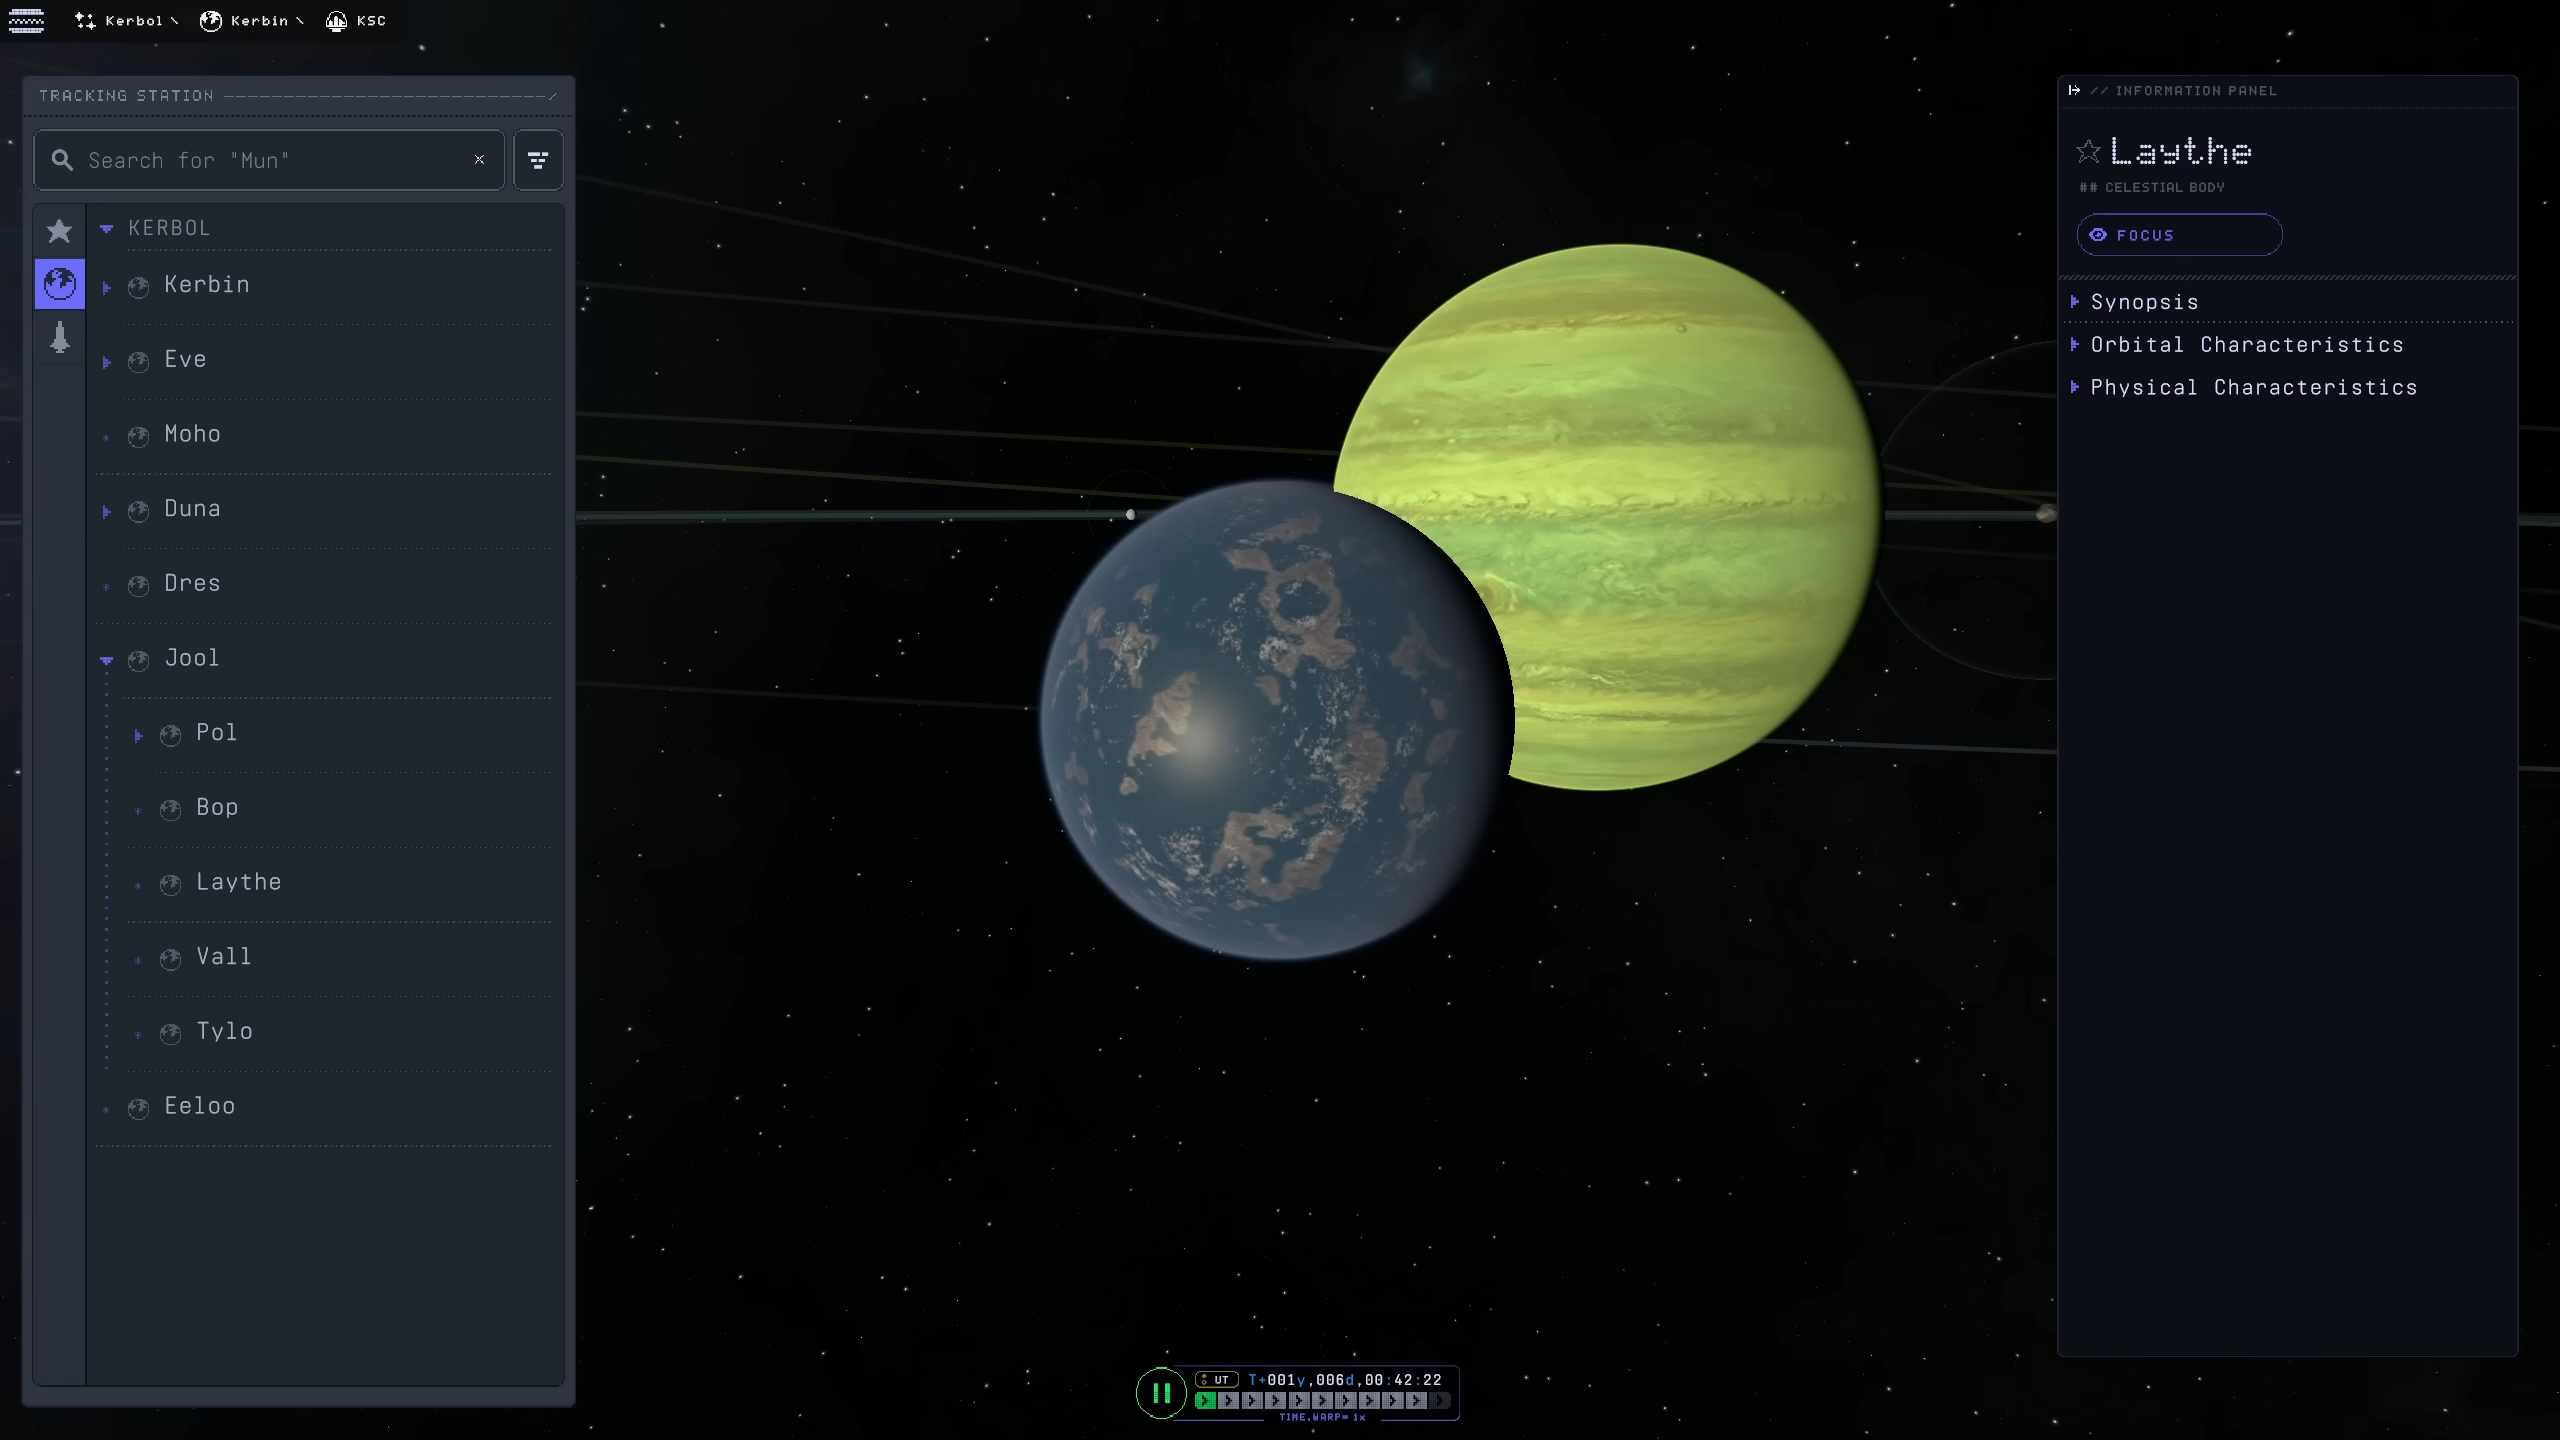 Kerbol \ Kerbin \ KSC
TRACKING STATION
Search for "Mun"
KERBOL
Kerbin
Eve
Moho
Duna
Dres
Jool
Pol
Bop
Laythe
Vall
Tylo
Eeloo
// INFORMATION PANEL
Laythe
## CELESTIAL BODY
FOCUS
Synopsis
Orbital Characteristics
Physical Characteristics
UT T+001y,006d,00:42:22
TIME.WARP= 1x